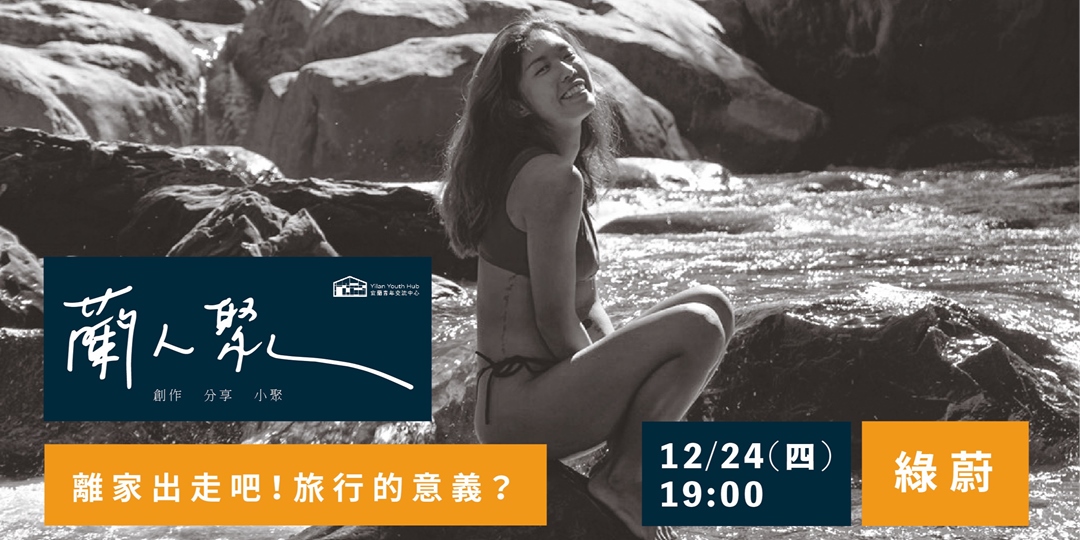 蘭人聚
Yilan Youth Hub
宜蘭青年交流中心
創作 分享 小聚
離家出走吧！旅行的意義？
12/24（四）
19:00
綠蔚